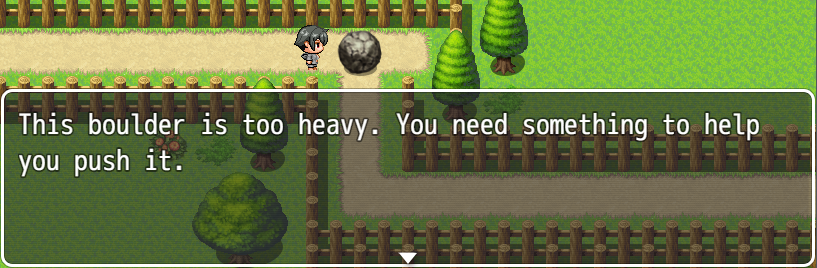 This boulder is too heavy. You need something to help
you push it.